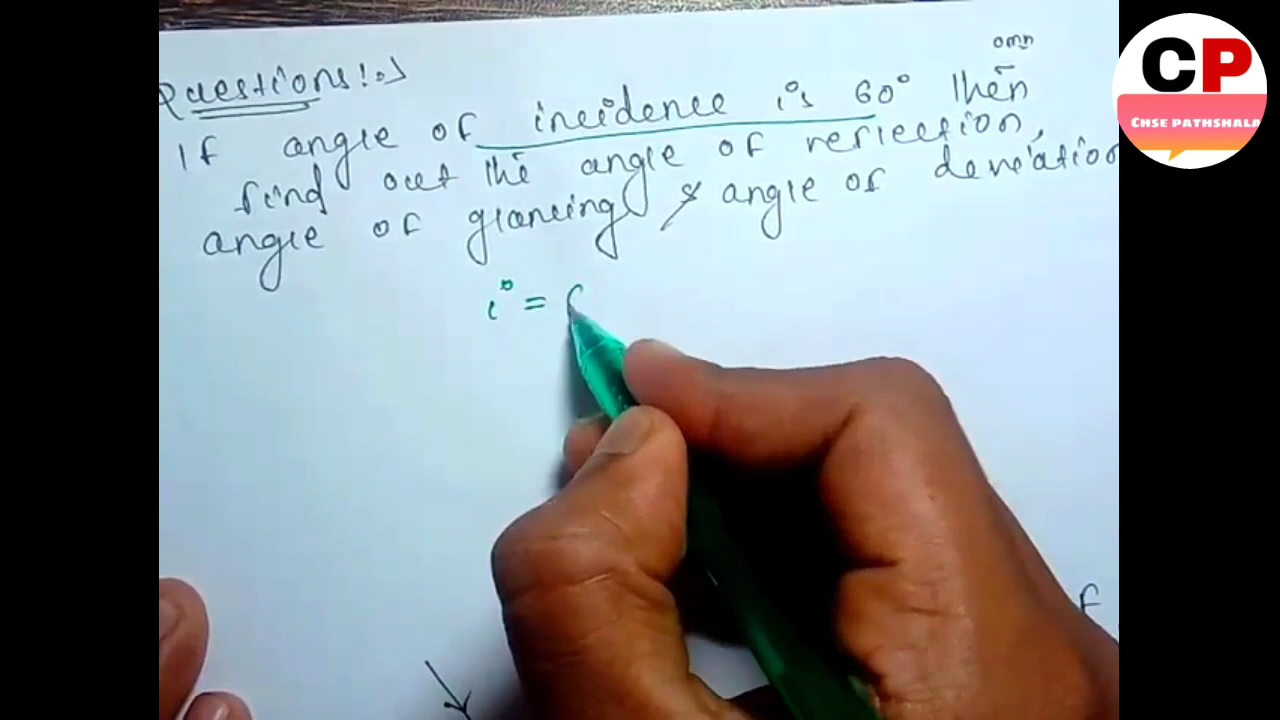 Questions :-)
If angle of incidence is 60° then
find out the angle of reflection,
angle of glancing & angle of deviation
i° =
CP
CHSE PATHSHALA